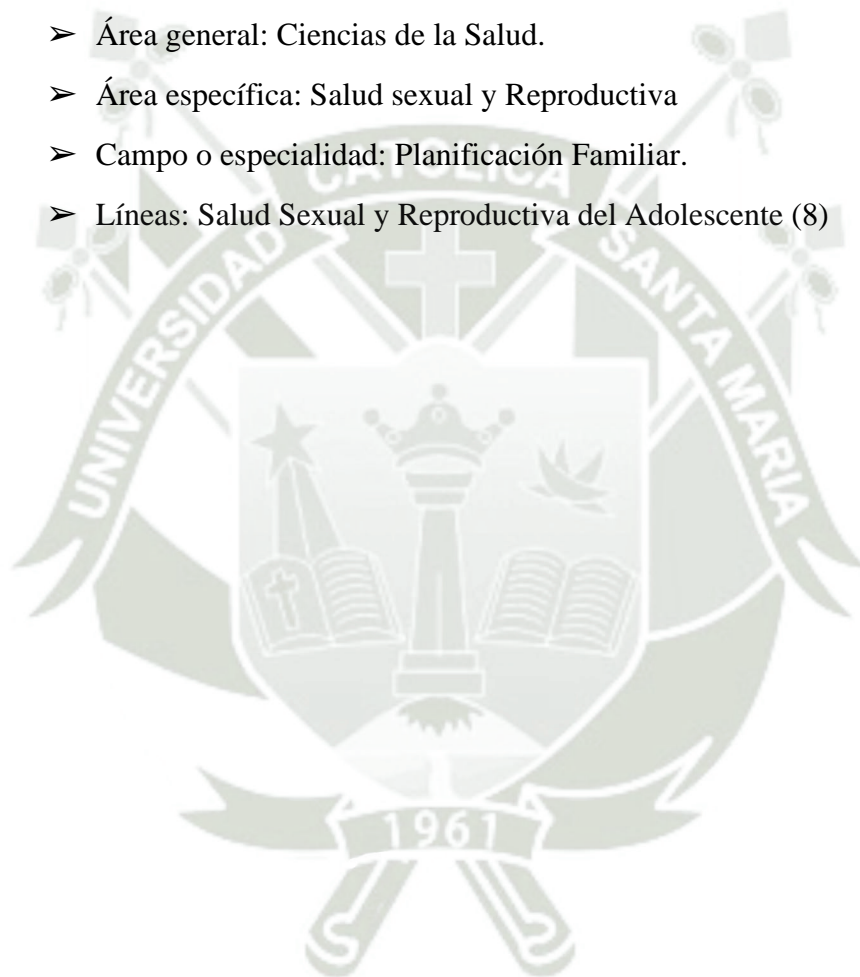 ➢ Área general: Ciencias de la Salud.
➢ Área específica: Salud sexual y Reproductiva
➢ Campo o especialidad: Planificación Familiar.
➢ Líneas: Salud Sexual y Reproductiva del Adolescente (8)
UNIVERSIDAD CATOLICA SANTA MARIA
1961